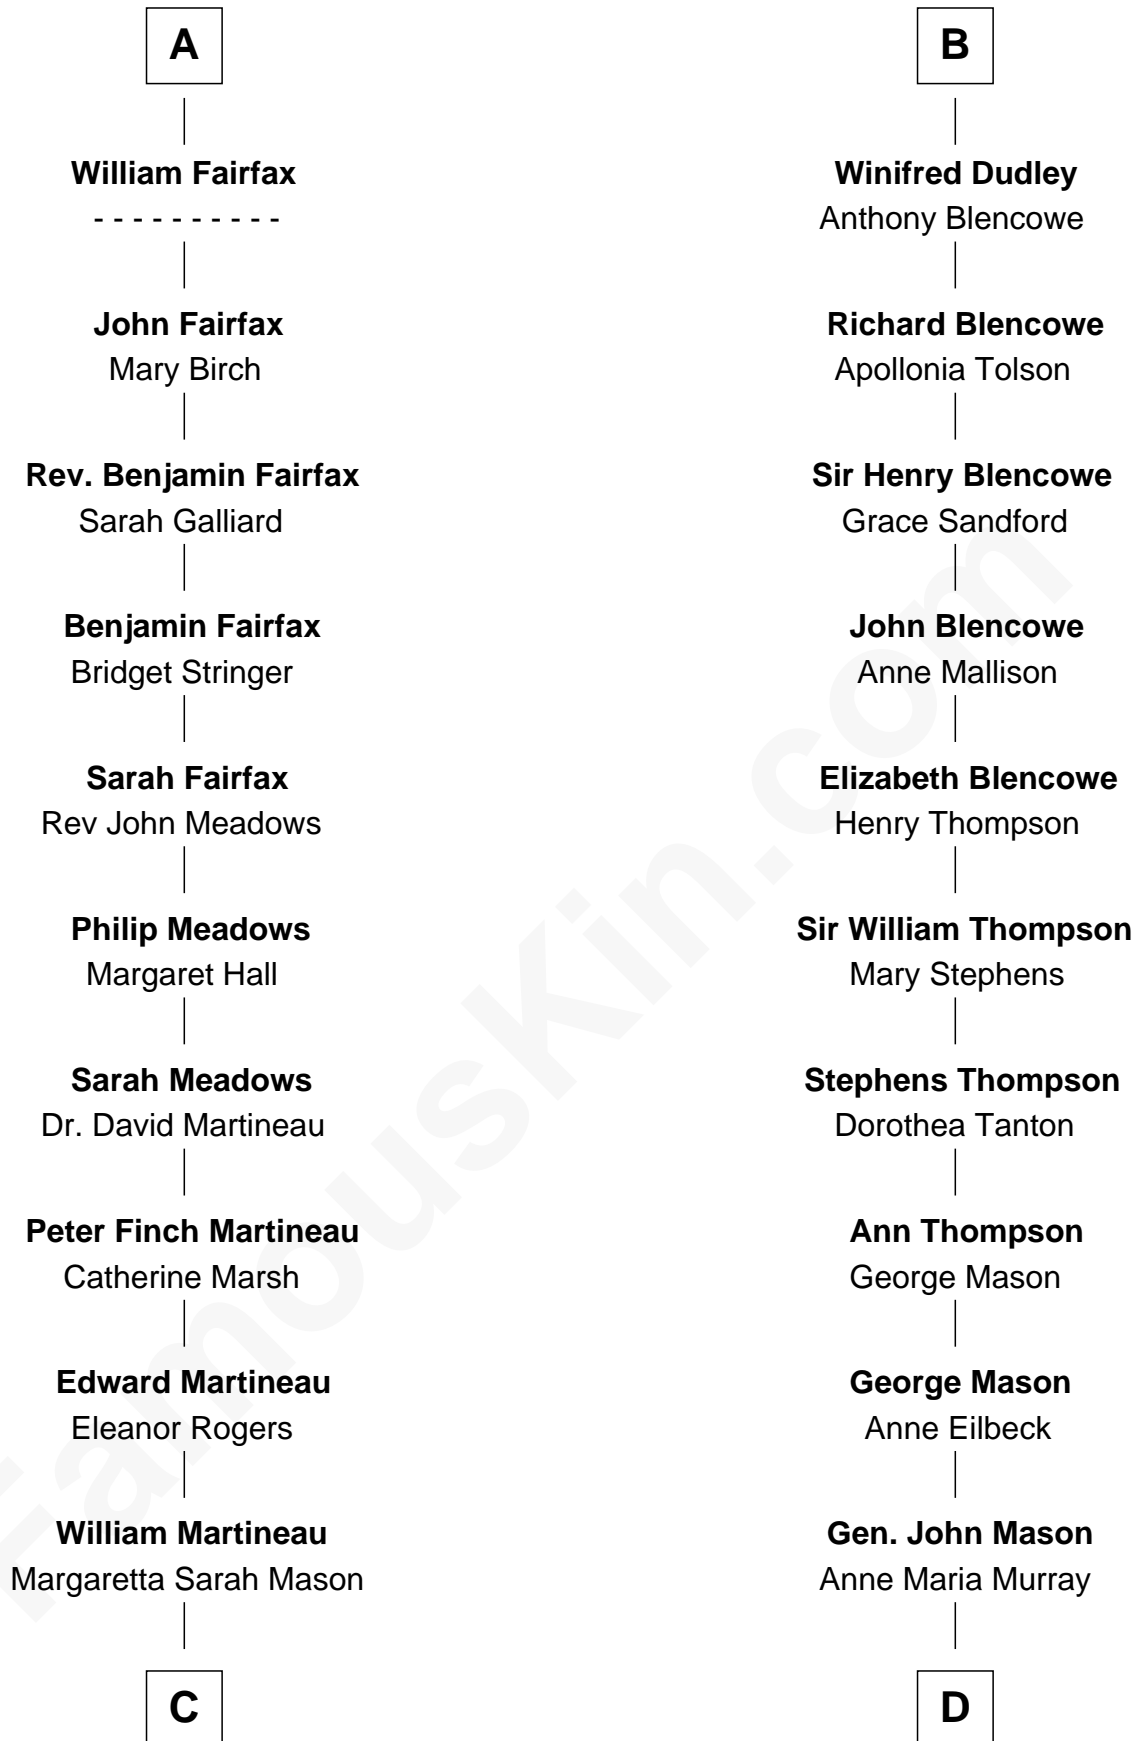 A
William Fairfax
- - - - - - - - - -
John Fairfax
Mary Birch
Rev. Benjamin Fairfax
Sarah Galliard
Benjamin Fairfax
Bridget Stringer
Sarah Fairfax
Rev John Meadows
Philip Meadows
Margaret Hall
Sarah Meadows
Dr. David Martineau
Peter Finch Martineau
Catherine Marsh
Edward Martineau
Eleanor Rogers
William Martineau
Margaretta Sarah Mason
C
B
Winifred Dudley
Anthony Blencowe
Richard Blencowe
Apollonia Tolson
Sir Henry Blencowe
Grace Sandford
John Blencowe
Anne Mallison
Elizabeth Blencowe
Henry Thompson
Sir William Thompson
Mary Stephens
Stephens Thompson
Dorothea Tanton
Ann Thompson
George Mason
George Mason
Anne Eilbeck
Gen. John Mason
Anne Maria Murray
D
FamousKin.com